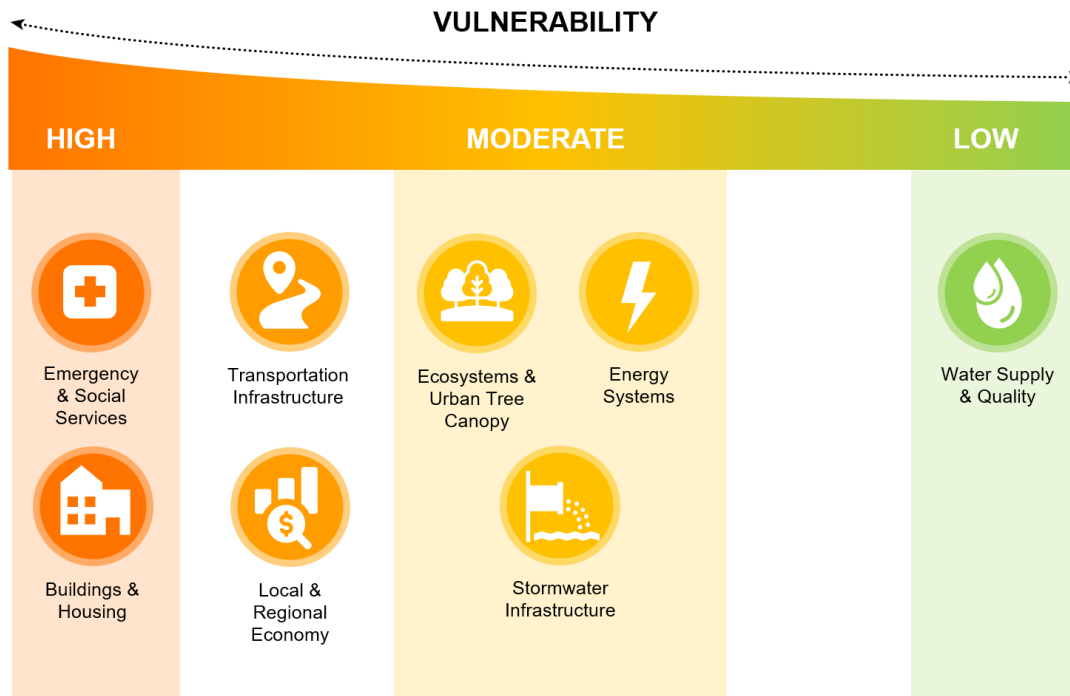 VULNERABILITY
HIGH
MODERATE
LOW
Emergency
& Social
Services
Transportation
Infrastructure
Ecosystems &
Urban Tree
Canopy
Energy
Systems
Water Supply
& Quality
$
Buildings &
Housing
Local &
Regional
Economy
Stormwater
Infrastructure